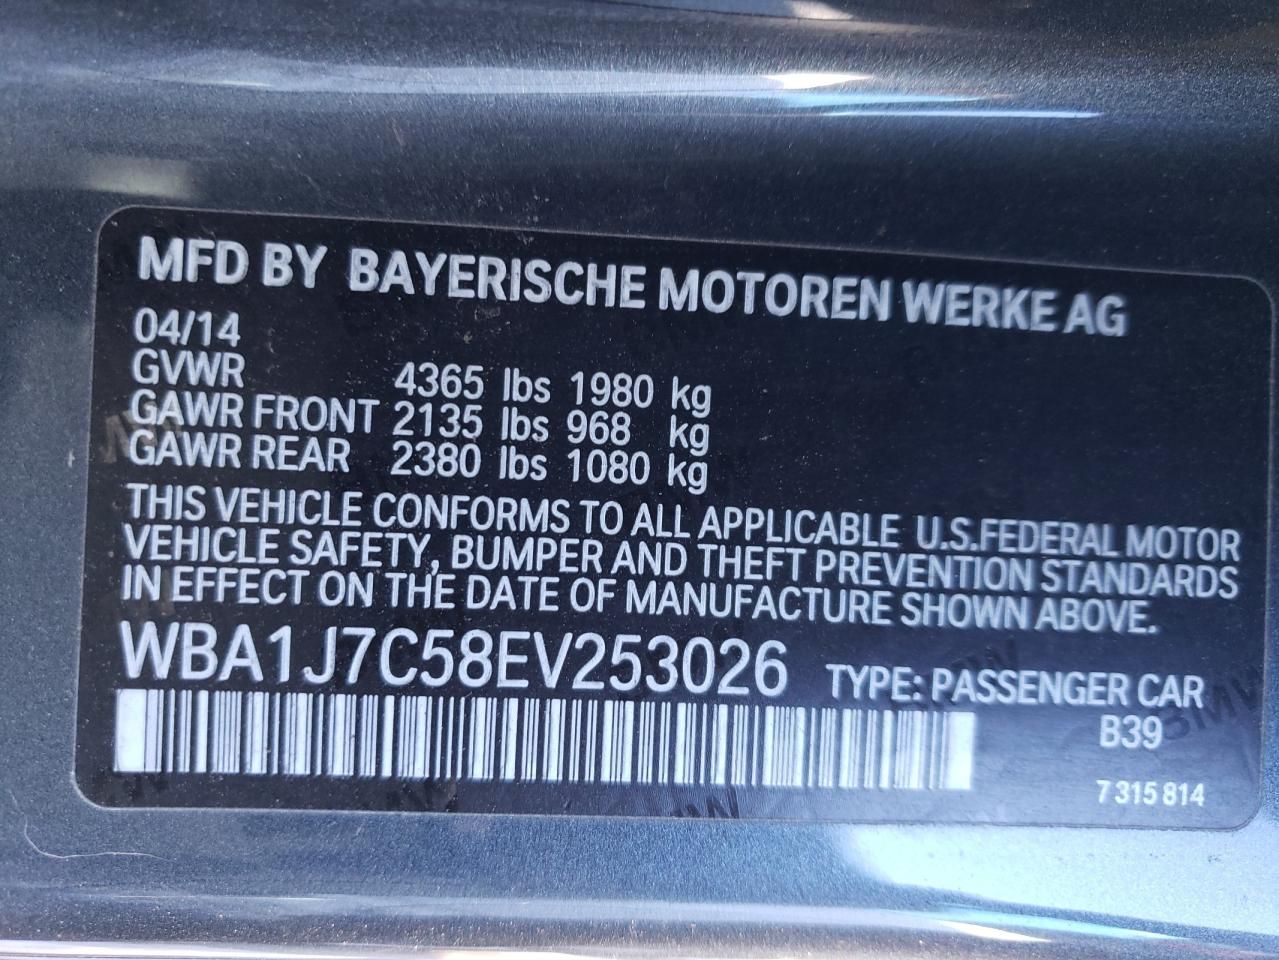 MFD BY BAYERISCHE MOTOREN WERKE AG
04/14
GVWR 4365 lbs 1980 kg
GAWR FRONT 2135 lbs 968 kg
GAWR REAR 2380 lbs 1080 kg
THIS VEHICLE CONFORMS TO ALL APPLICABLE U.S.FEDERAL MOTOR
VEHICLE SAFETY, BUMPER AND THEFT PREVENTION STANDARDS
IN EFFECT ON THE DATE OF MANUFACTURE SHOWN ABOVE.
WBA1J7C58EV253026 TYPE: PASSENGER CAR
B39
7 315 814